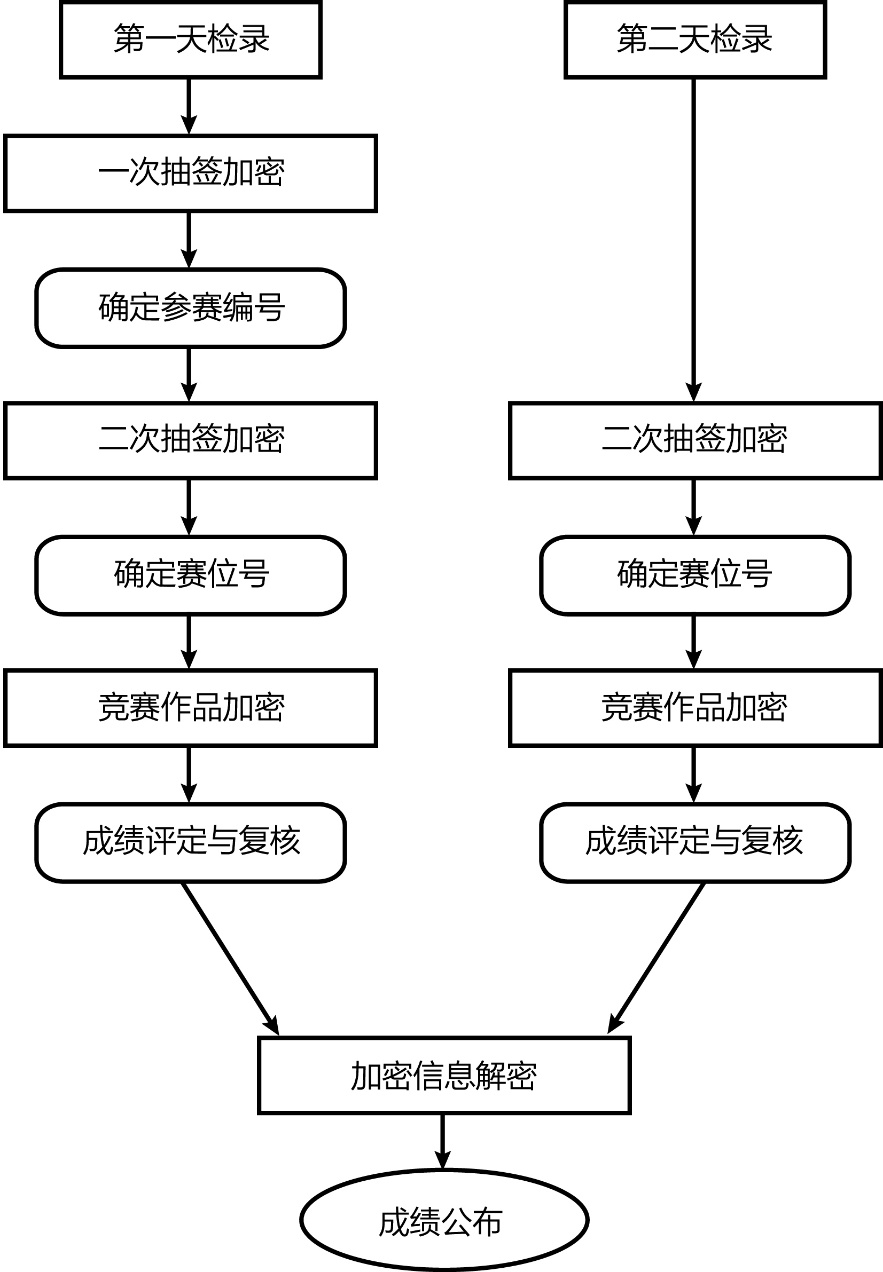 第一天检录
第二天检录
一次抽签加密
确定参赛编号
二次抽签加密
二次抽签加密
确定赛位号
确定赛位号
竞赛作品加密
竞赛作品加密
成绩评定与复核
成绩评定与复核
加密信息解密
成绩公布